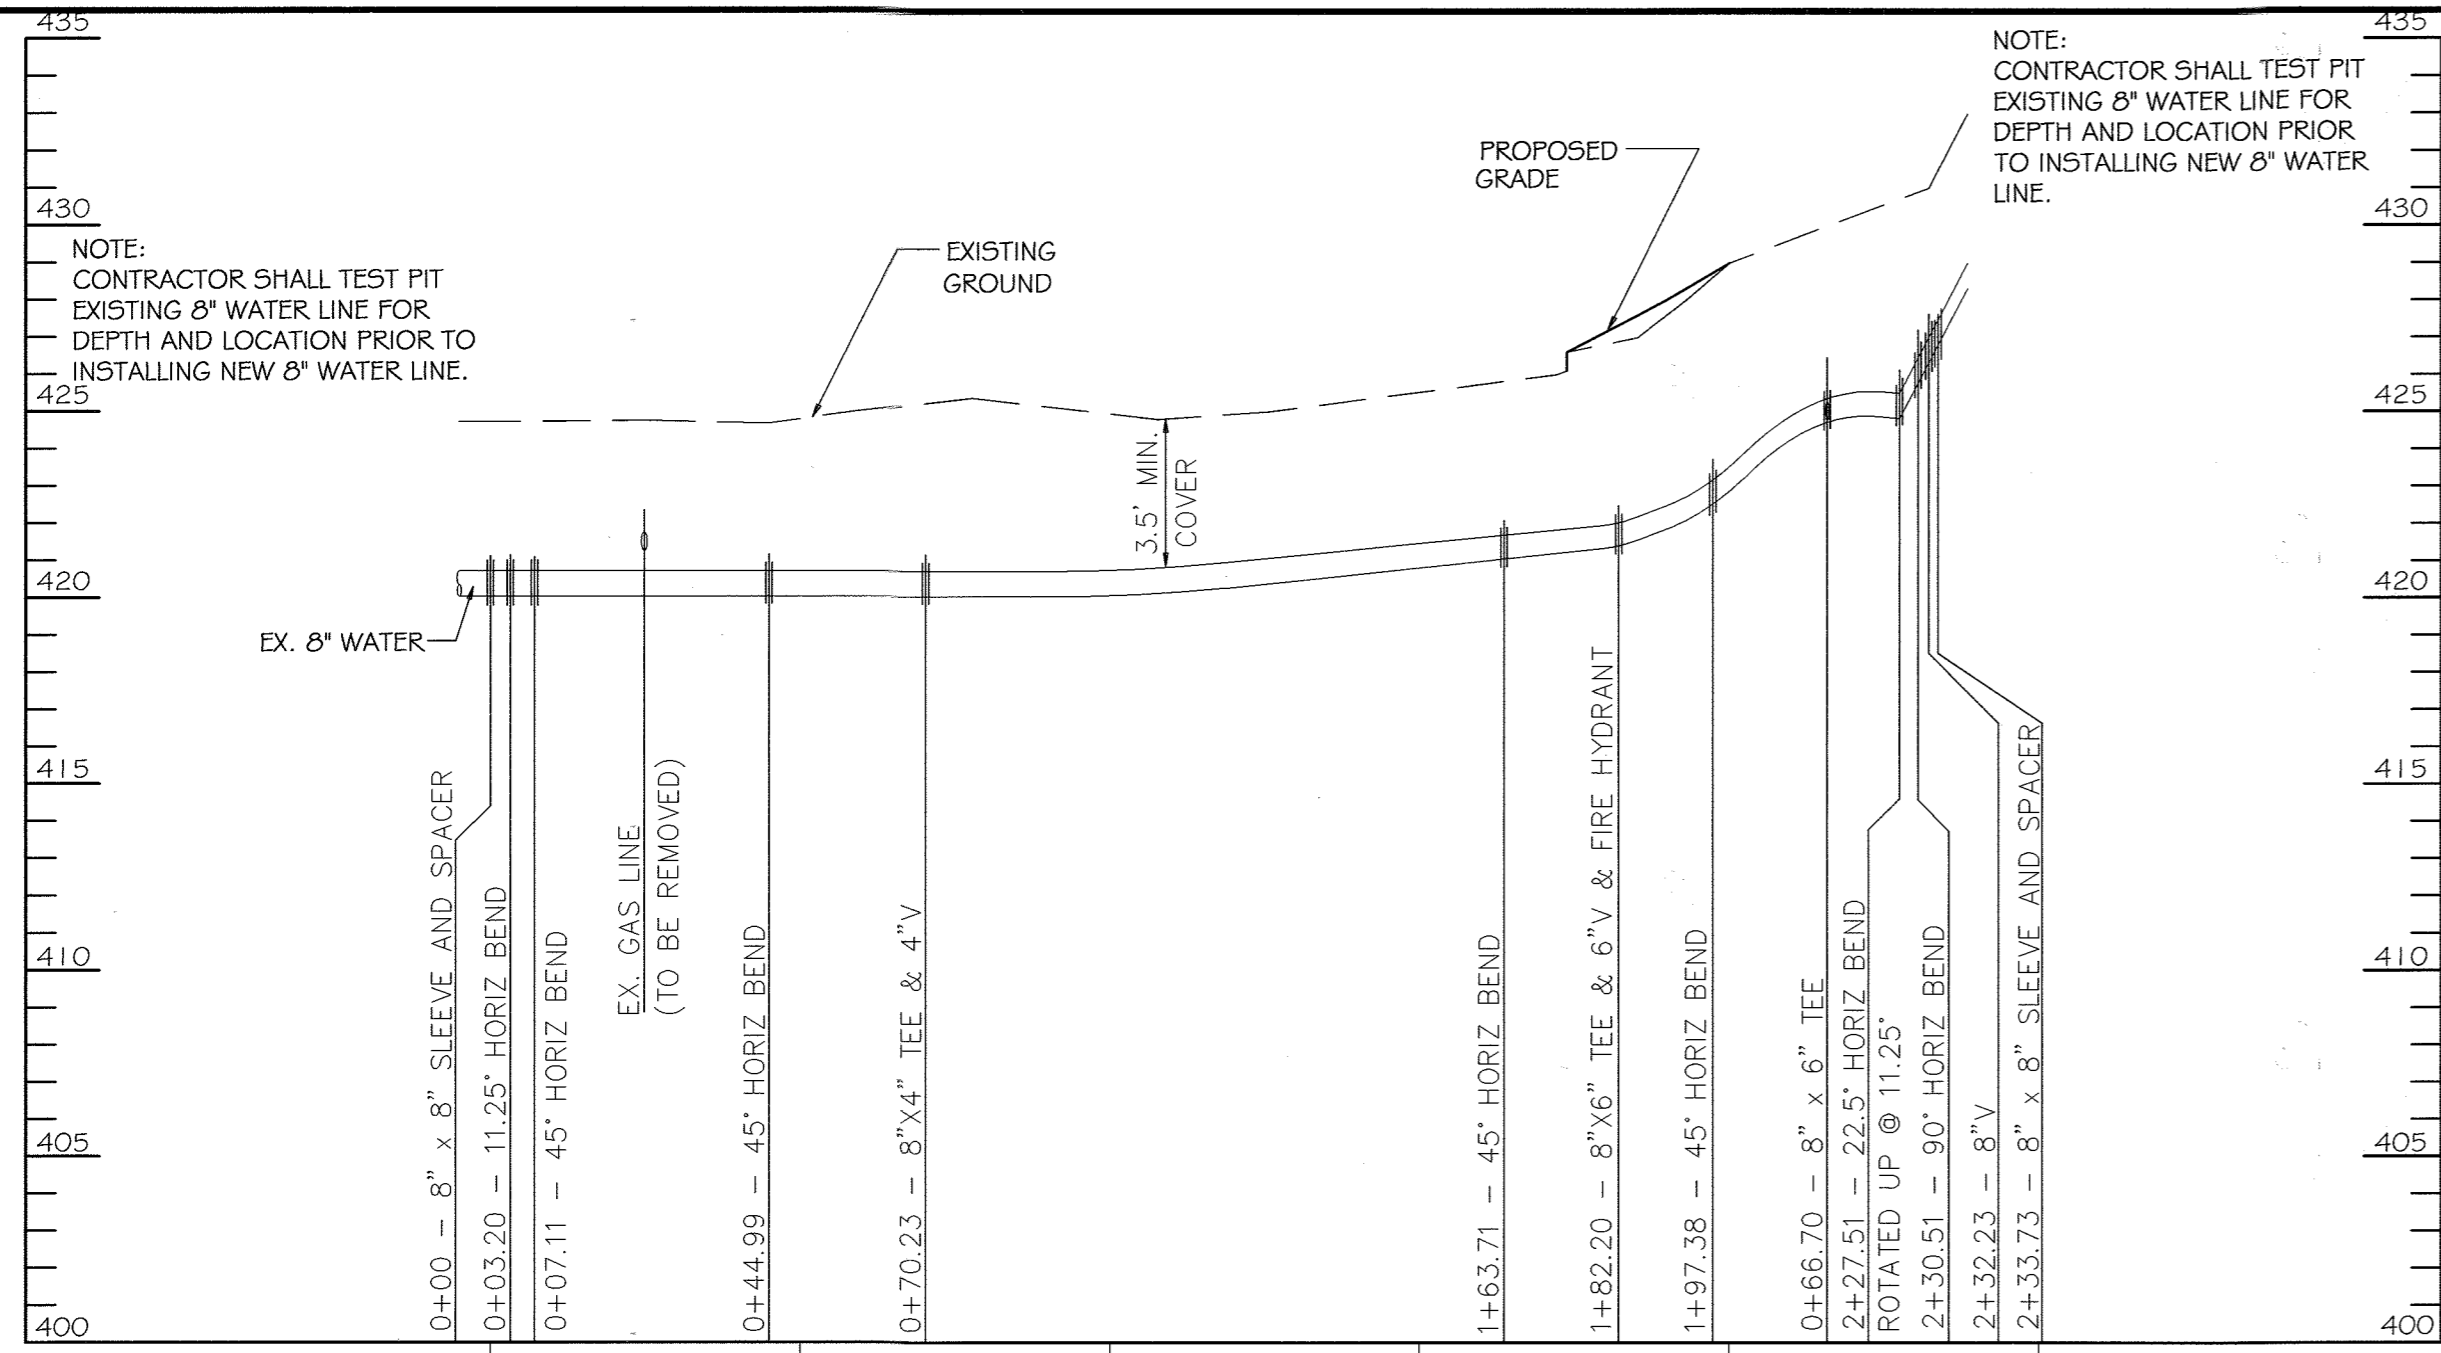 435
435
NOTE:
CONTRACTOR SHALL TEST PIT
EXISTING 8" WATER LINE FOR
DEPTH AND LOCATION PRIOR
TO INSTALLING NEW 8" WATER
LINE.
PROPOSED
GRADE
430
430
NOTE:
CONTRACTOR SHALL TEST PIT
EXISTING 8" WATER LINE FOR
DEPTH AND LOCATION PRIOR TO
INSTALLING NEW 8" WATER LINE.
EXISTING
GROUND
425
425
3.5' MIN.
COVER
420
420
EX. 8" WATER
415
415
410
410
405
405
400
400
0+00 - 8" x 8" SLEEVE AND SPACER
0+03.20 - 11.25° HORIZ BEND
0+07.11 - 45° HORIZ BEND
EX. GAS LINE
(TO BE REMOVED)
0+44.99 - 45° HORIZ BEND
0+70.23 - 8"X4" TEE & 4"V
1+63.71 - 45° HORIZ BEND
1+82.20 - 8"X6" TEE & 6"V & FIRE HYDRANT
1+97.38 - 45° HORIZ BEND
0+66.70 - 8" x 6" TEE
2+27.51 - 22.5° HORIZ BEND
ROTATED UP @ 11.25°
2+30.51 - 90° HORIZ BEND
2+32.23 - 8"V
2+33.73 - 8" x 8" SLEEVE AND SPACER